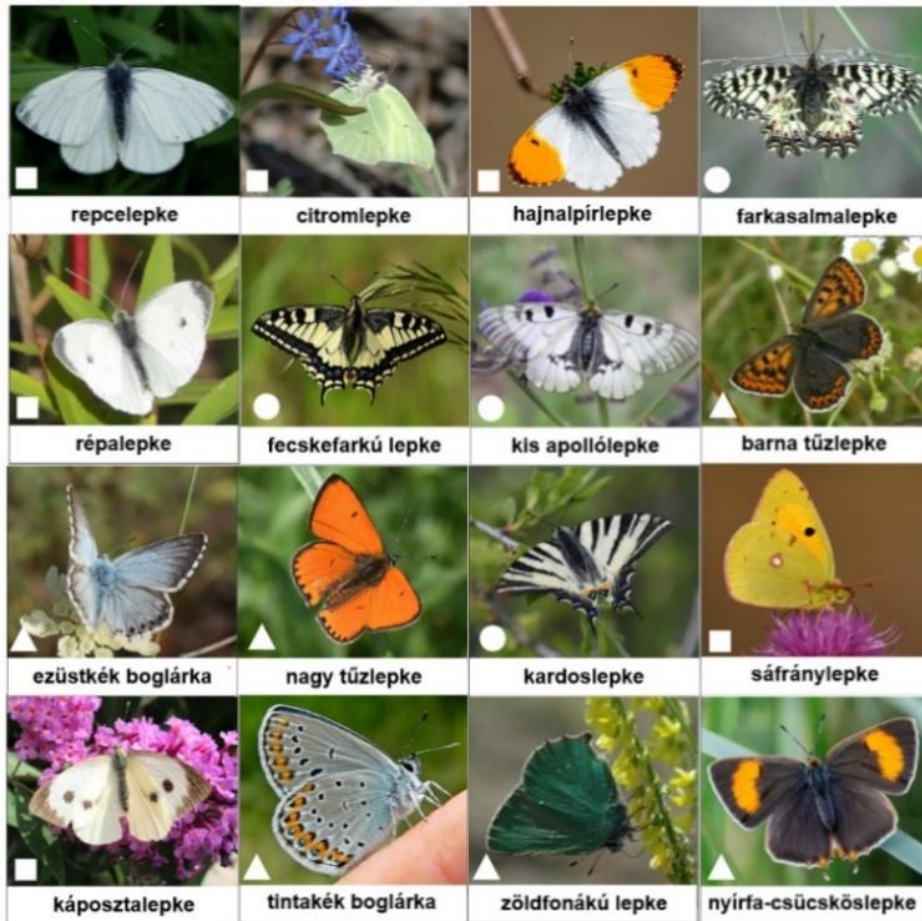 repcelepke
citromlepke
hajnalpírlepke
farkasalmalepke
répalepke
fecskefarkú lepke
kis apollólepke
barna tűzlepke
ezüstkék boglárka
nagy tűzlepke
kardoslepke
sáfránylepke
káposztalepke
tintakék boglárka
zöldfonákú lepke
nyírfa-csücsköslepke